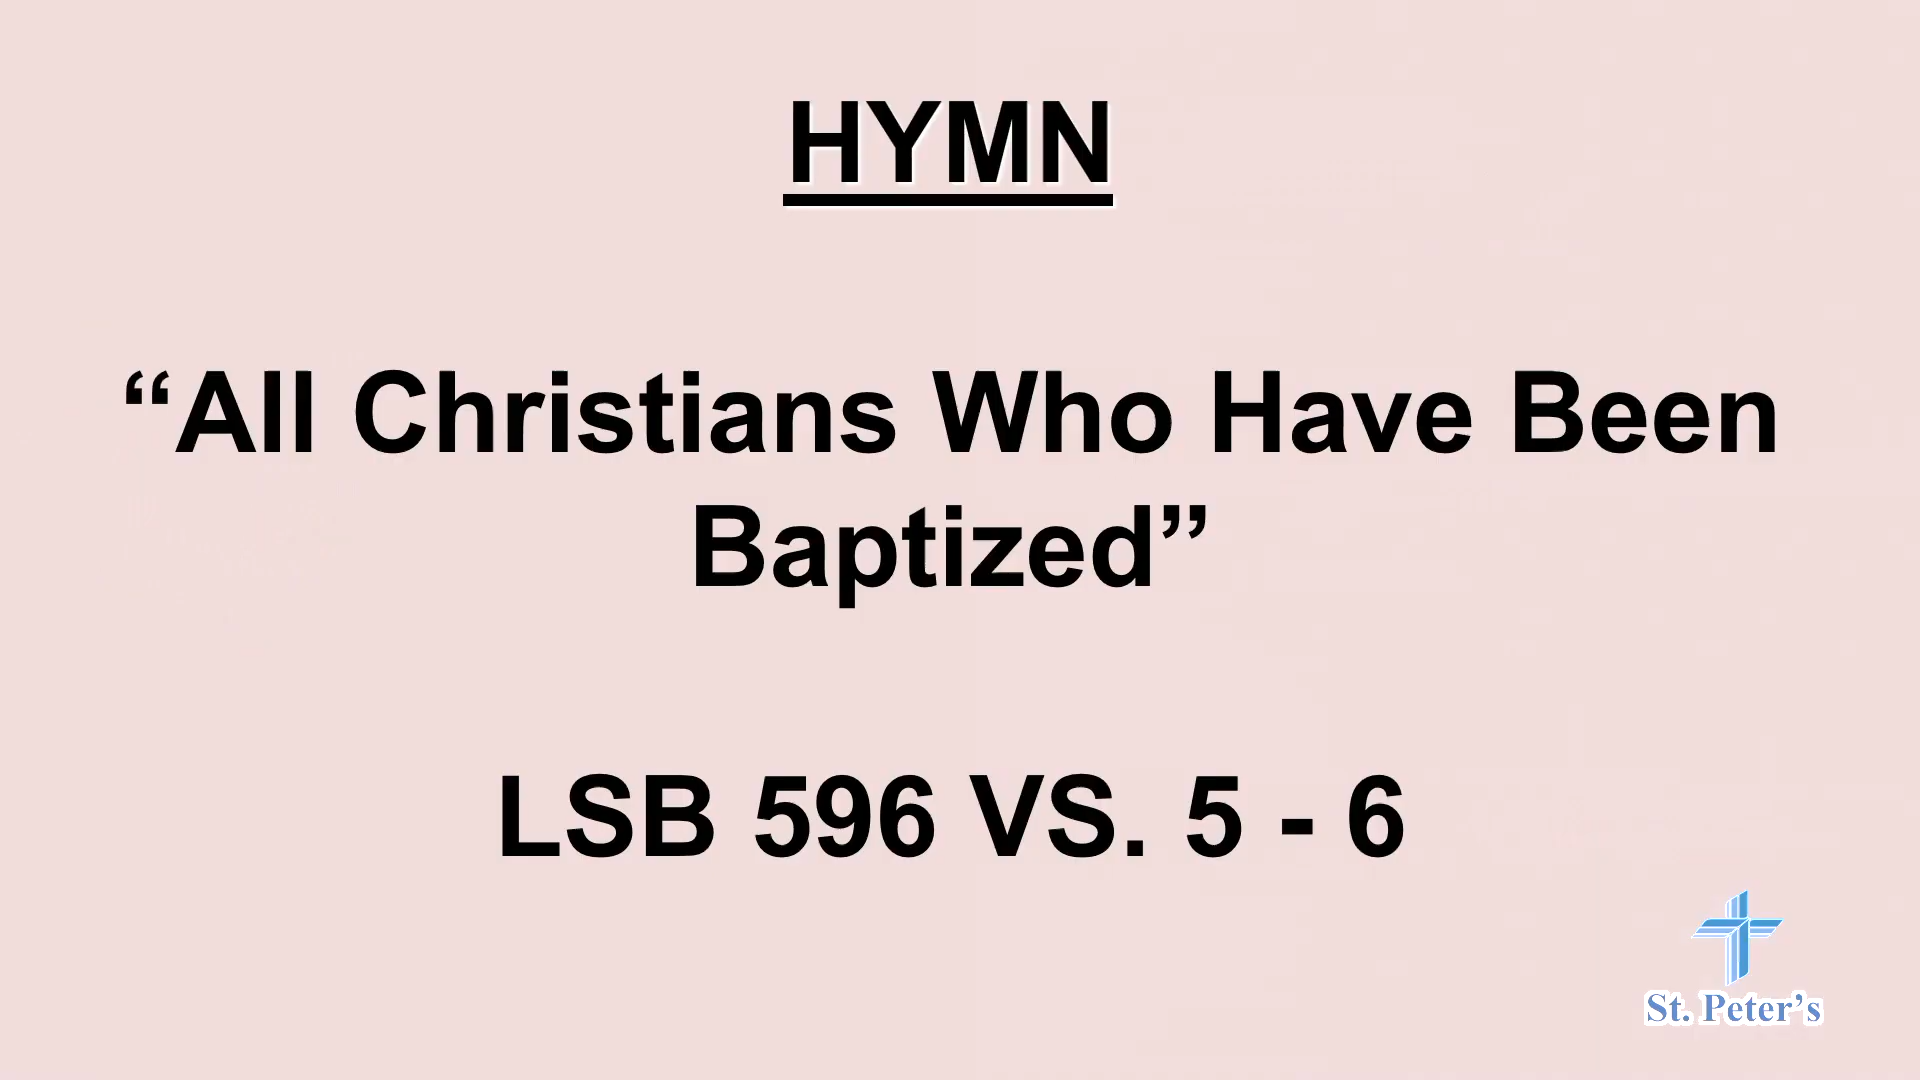 HYMN
“All Christians Who Have Been
Baptized”
LSB 596 VS. 5 - 6
St. Peter’s